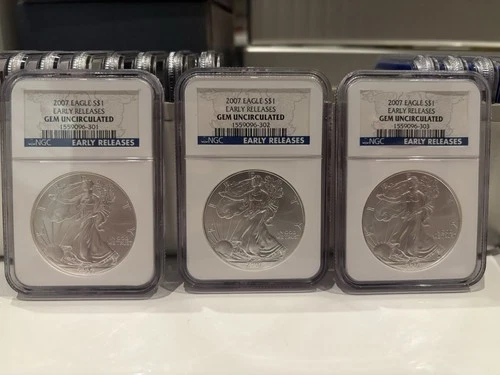 2007 EAGLE S$1
EARLY RELEASES
GEM UNCIRCULATED
1559096-301
NGC EARLY RELEASES
2007 EAGLE S$1
EARLY RELEASES
GEM UNCIRCULATED
1559096-302
NGC EARLY RELEASES
2007 EAGLE S$1
EARLY RELEASES
GEM UNCIRCULATED
1559096-303
NGC EARLY RELEASES